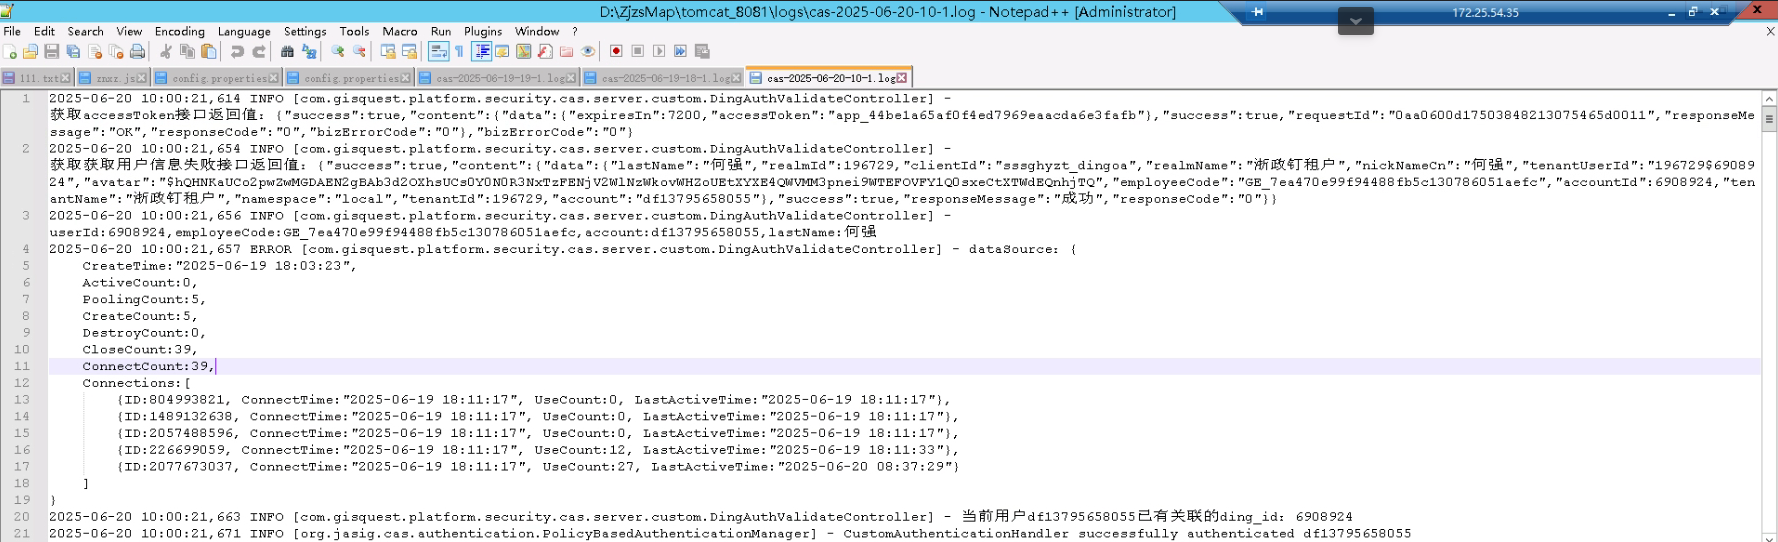 D:\ZjzsMap\tomcat_8081\logs\cas-2025-06-20-10-1.log - Notepad++ [Administrator]
172.25.54.35
File Edit Search View Encoding Language Settings Tools Macro Run Plugins Window ? X
111.txt rmxz.js config.properties config.properties cas-2025-06-19-19-1.log cas-2025-06-19-18-1.log cas-2025-06-20-10-1.log
1 2025-06-20 10:00:21,614 INFO [com.gisquest.platform.security.cas.server.custom.DingAuthValidateController] -
获取accessToken接口返回值: {"success":true,"content":{"data":{"expiresIn":7200,"accessToken":"app_44be1a65af0f4ed7969eaacda6e3fafb"},"success":true,"requestId":"0aa0600d17503848213075465d0011","responseMe
ssage":"OK","responseCode":"0","bizErrorCode":"0"},"bizErrorCode":"0"}
2 2025-06-20 10:00:21,654 INFO [com.gisquest.platform.security.cas.server.custom.DingAuthValidateController] -
获取获取用户信息失败接口返回值: {"success":true,"content":{"data":{"lastName":"何强","realmId":196729,"clientId":"sssghyzt_dingoa","realmName":"浙政钉租户","nickNameCn":"何强","tenantUserId":"196729$69089
24","avatar":"$hQHNKaUCo2pwZwMGDAEN2gBAb3d2OXhsUCs0Y0N0R3NxTzFENjV2WlNzWkovWHZoUEtXYXE4QWVMM3pnei9WTEFOVFY1Q0sxeCtXTWdEQnhjTQ","employeeCode":"GE_7ea470e99f94488fb5c130786051aefc","accountId":6908924,"ten
antName":"浙政钉租户","namespace":"local","tenantId":196729,"account":"df13795658055"},"success":true,"responseMessage":"成功","responseCode":"0"}}
3 2025-06-20 10:00:21,656 INFO [com.gisquest.platform.security.cas.server.custom.DingAuthValidateController] -
userId:6908924,employeeCode:GE_7ea470e99f94488fb5c130786051aefc,account:df13795658055,lastName:何强
4 2025-06-20 10:00:21,657 ERROR [com.gisquest.platform.security.cas.server.custom.DingAuthValidateController] - dataSource: {
5 CreateTime:"2025-06-19 18:03:23",
6 ActiveCount:0,
7 PoolingCount:5,
8 CreateCount:5,
9 DestroyCount:0,
10 CloseCount:39,
11 ConnectCount:39,
12 Connections:[
13 {ID:804993821, ConnectTime:"2025-06-19 18:11:17", UseCount:0, LastActiveTime:"2025-06-19 18:11:17"},
14 {ID:1489132638, ConnectTime:"2025-06-19 18:11:17", UseCount:0, LastActiveTime:"2025-06-19 18:11:17"},
15 {ID:2057488596, ConnectTime:"2025-06-19 18:11:17", UseCount:0, LastActiveTime:"2025-06-19 18:11:17"},
16 {ID:226699059, ConnectTime:"2025-06-19 18:11:17", UseCount:12, LastActiveTime:"2025-06-19 18:11:33"},
17 {ID:2077673037, ConnectTime:"2025-06-19 18:11:17", UseCount:27, LastActiveTime:"2025-06-20 08:37:29"}
18 ]
19 }
20 2025-06-20 10:00:21,663 INFO [com.gisquest.platform.security.cas.server.custom.DingAuthValidateController] - 当前用户df13795658055已有关联的ding_id: 6908924
21 2025-06-20 10:00:21,671 INFO [org.jasig.cas.authentication.PolicyBasedAuthenticationManager] - CustomAuthenticationHandler successfully authenticated df13795658055